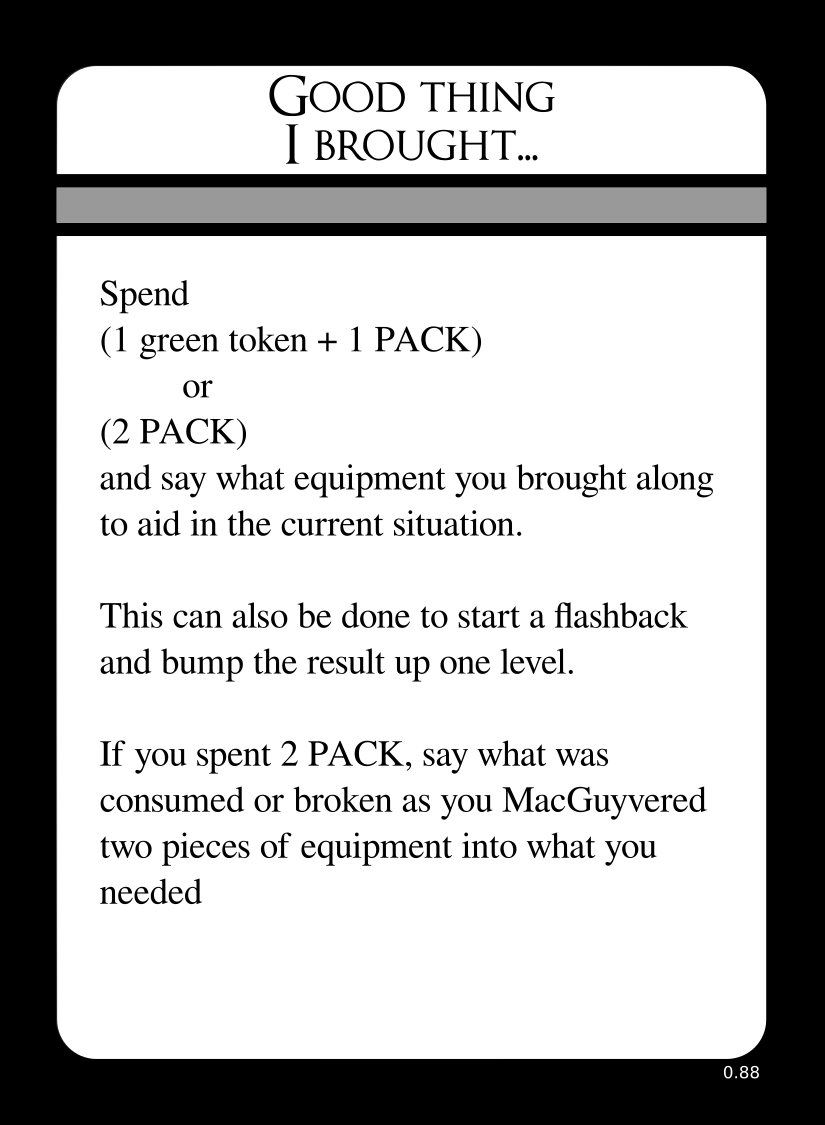 Good thing
I brought...
Spend
(1 green token + 1 PACK)
or
(2 PACK)
and say what equipment you brought along
to aid in the current situation.
This can also be done to start a flashback
and bump the result up one level.
If you spent 2 PACK, say what was
consumed or broken as you MacGuyvered
two pieces of equipment into what you
needed
0.88